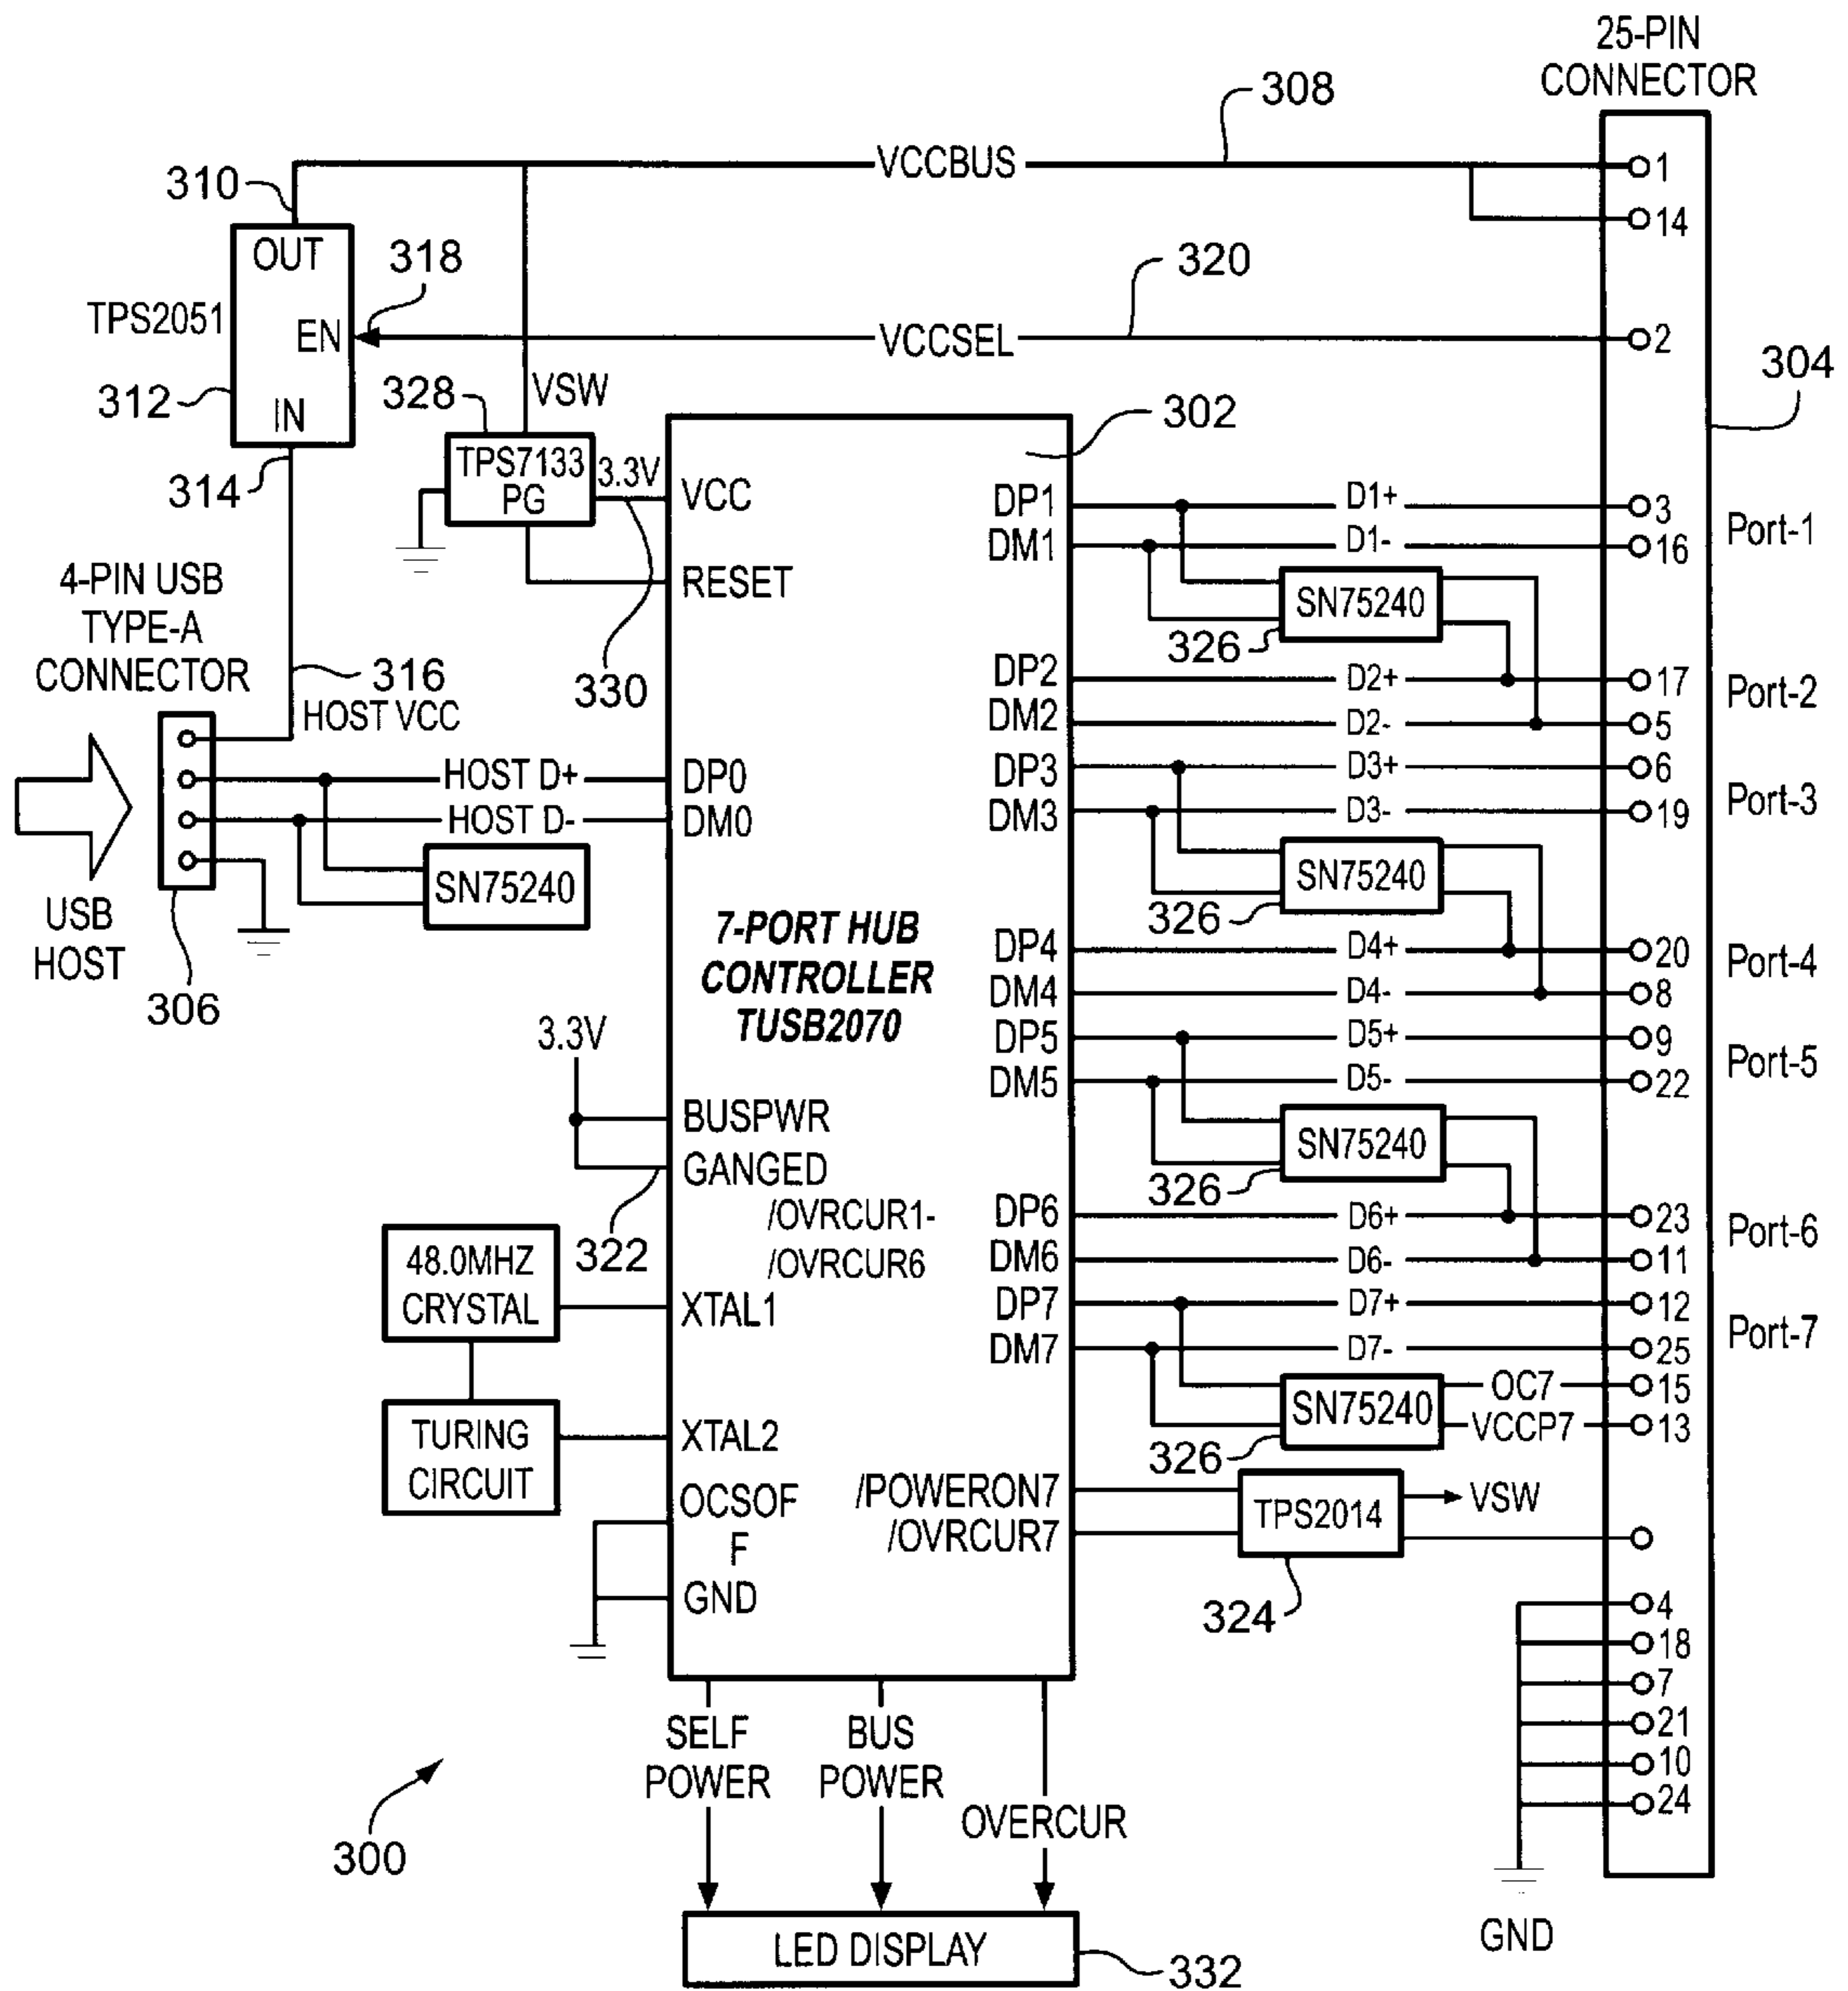 25-PIN
CONNECTOR
308
VCCBUS
1
310
14
OUT
318
320
TPS2051
EN
VCCSEL
2
304
312
IN
328
VSW
302
314
TPS7133
PG
3.3V
VCC
DP1
D1+
3
Port-1
DM1
D1-
16
4-PIN USB
TYPE-A
CONNECTOR
RESET
SN75240
326
316
HOST VCC
330
DP2
D2+
17
Port-2
DM2
D2-
5
HOST D+
DP0
DP3
D3+
6
Port-3
HOST D-
DM0
DM3
D3-
19
SN75240
SN75240
326
USB
HOST
306
7-PORT HUB
CONTROLLER
TUSB2070
DP4
D4+
20
Port-4
DM4
D4-
8
3.3V
DP5
D5+
9
Port-5
DM5
D5-
22
BUSPWR
SN75240
326
GANGED
322
/OVRCUR1-
/OVRCUR6
DP6
D6+
23
Port-6
DM6
D6-
11
48.0MHZ
CRYSTAL
XTAL1
DP7
D7+
12
Port-7
DM7
D7-
25
SN75240
OC7
15
326
VCCP7
13
TURING
CIRCUIT
XTAL2
OCSOF
F
GND
/POWERON7
/OVRCUR7
TPS2014
VSW
324
4
18
7
21
10
24
GND
SELF
POWER
BUS
POWER
OVERCUR
300
LED DISPLAY
332